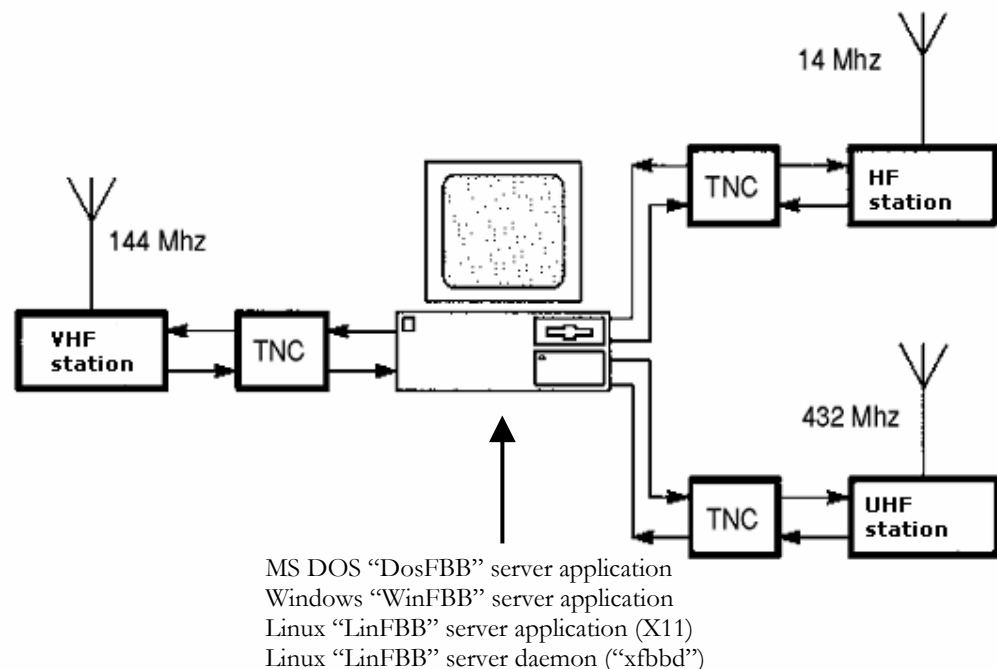 14 Mhz
HF
station
TNC
144 Mhz
VHF
station
TNC
432 Mhz
TNC
UHF
station
MS DOS “DosFBB” server application
Windows “WinFBB” server application
Linux “LinFBB” server application (X11)
Linux “LinFBB” server daemon (“xfbbd”)